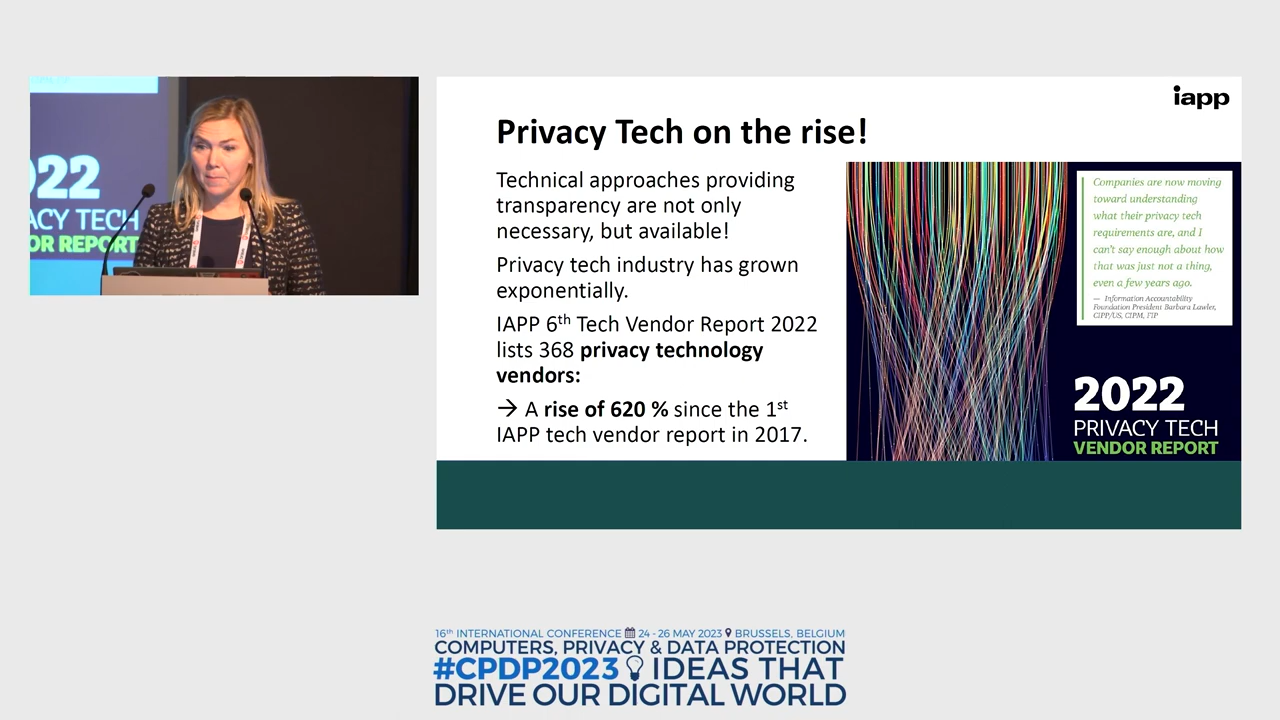 022
ACY TECH
OR REPORT
iapp
Privacy Tech on the rise!
Technical approaches providing
transparency are not only
necessary, but available!
Privacy tech industry has grown
exponentially.
IAPP 6th Tech Vendor Report 2022
lists 368 privacy technology
vendors:
→ A rise of 620 % since the 1st
IAPP tech vendor report in 2017.
Companies are now moving
toward understanding
what their privacy tech
requirements are, and I
can't say enough about how
that was just not a thing,
even a few years ago.
— Information Accountability
Foundation President Barbara Lawler,
CIPP/US, CIPM, FIP
2022
PRIVACY TECH
VENDOR REPORT
16th INTERNATIONAL CONFERENCE 24 - 26 MAY 2023 BRUSSELS, BELGIUM
COMPUTERS, PRIVACY & DATA PROTECTION
#CPDP2023 IDEAS THAT
DRIVE OUR DIGITAL WORLD